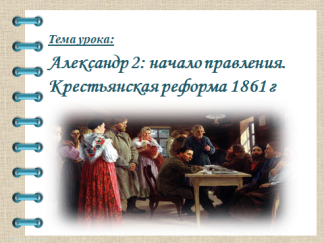 Тема урока:
Александр 2: начало правления.
Крестьянская реформа 1861 г